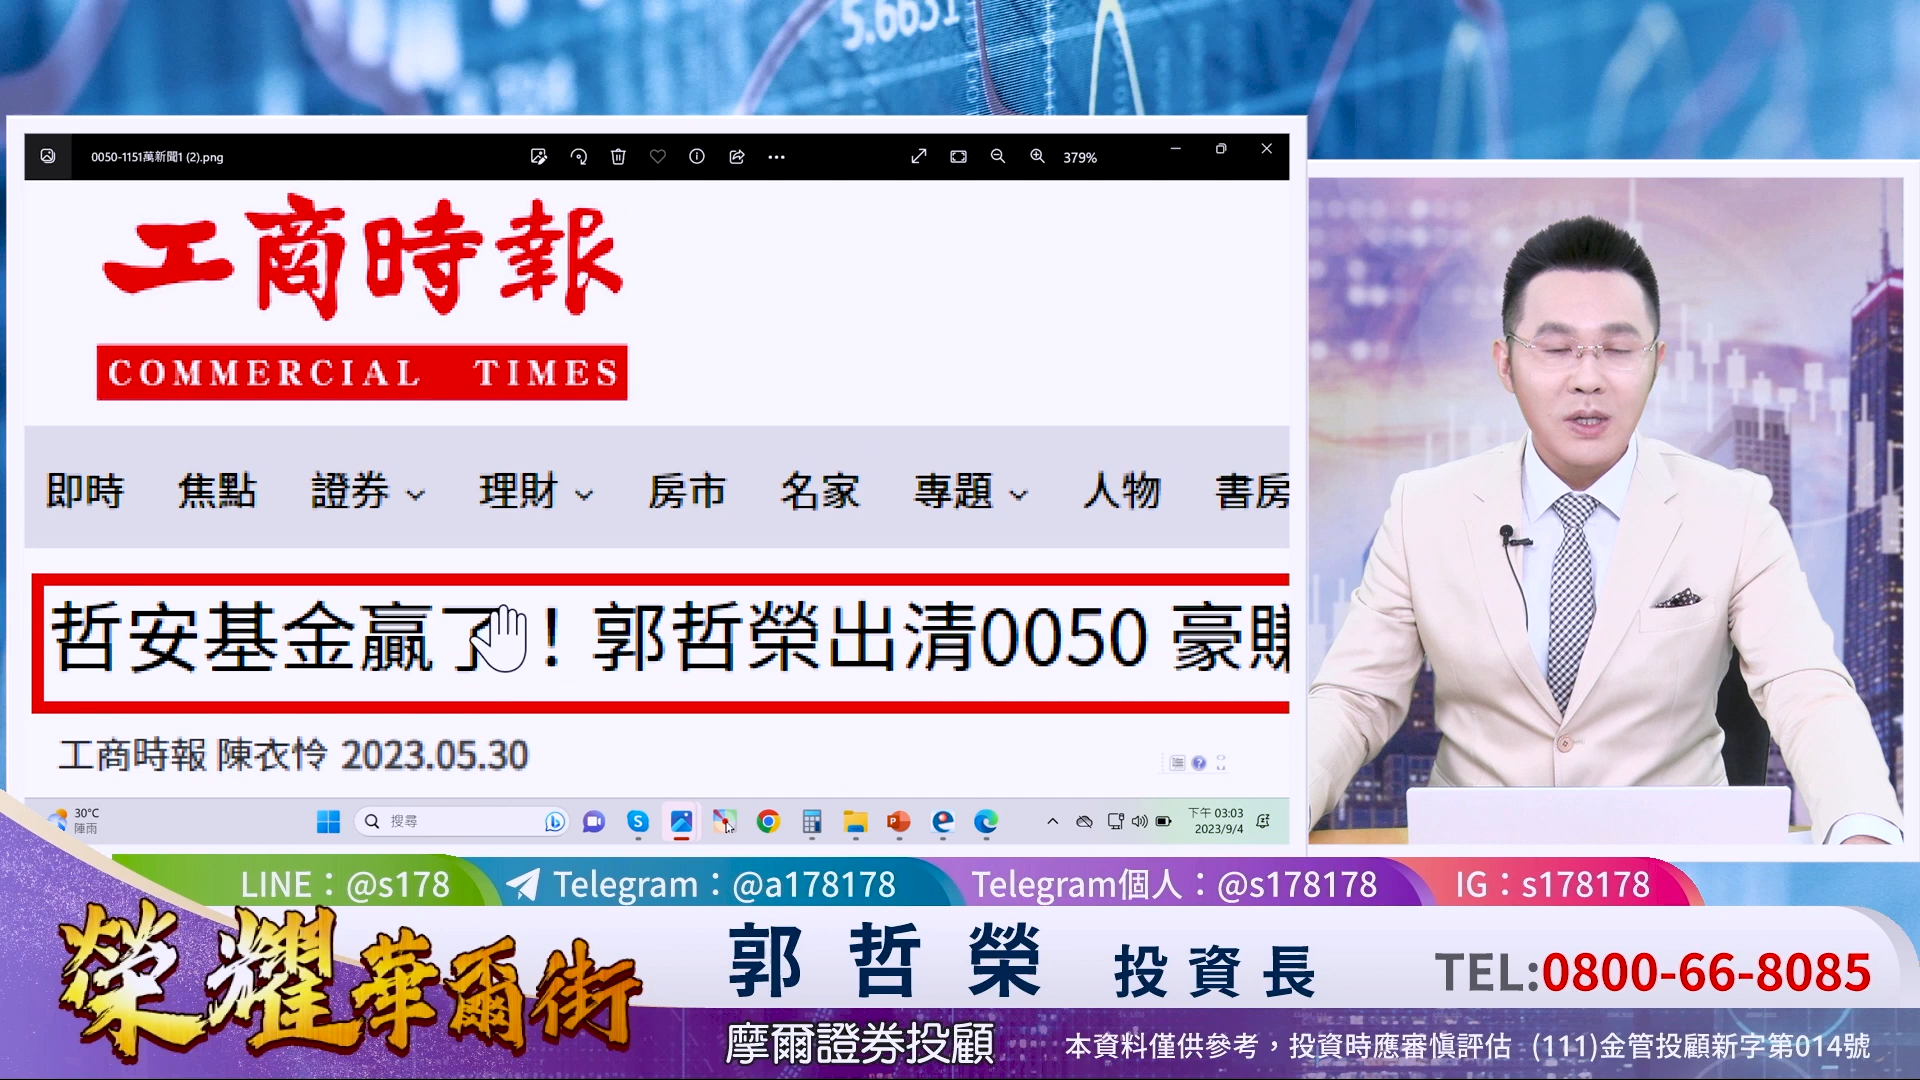 5.6631
0050-1151萬新聞1 (2).png
379%
工商時報
COMMERCIAL TIMES
即時 焦點 證券 理財 房市 名家 專題 人物 書房
哲安基金贏了！郭哲榮出清0050 豪賺
工商時報 陳衣怜 2023.05.30
30°C
陣雨
搜尋
下午 03:03
2023/9/4
LINE：@s178 Telegram：@a178178 Telegram個人：@s178178 IG：s178178
榮耀華爾街
郭哲榮 投資長
TEL:0800-66-8085
摩爾證券投顧
本資料僅供參考，投資時應審慎評估 (111)金管投顧新字第014號